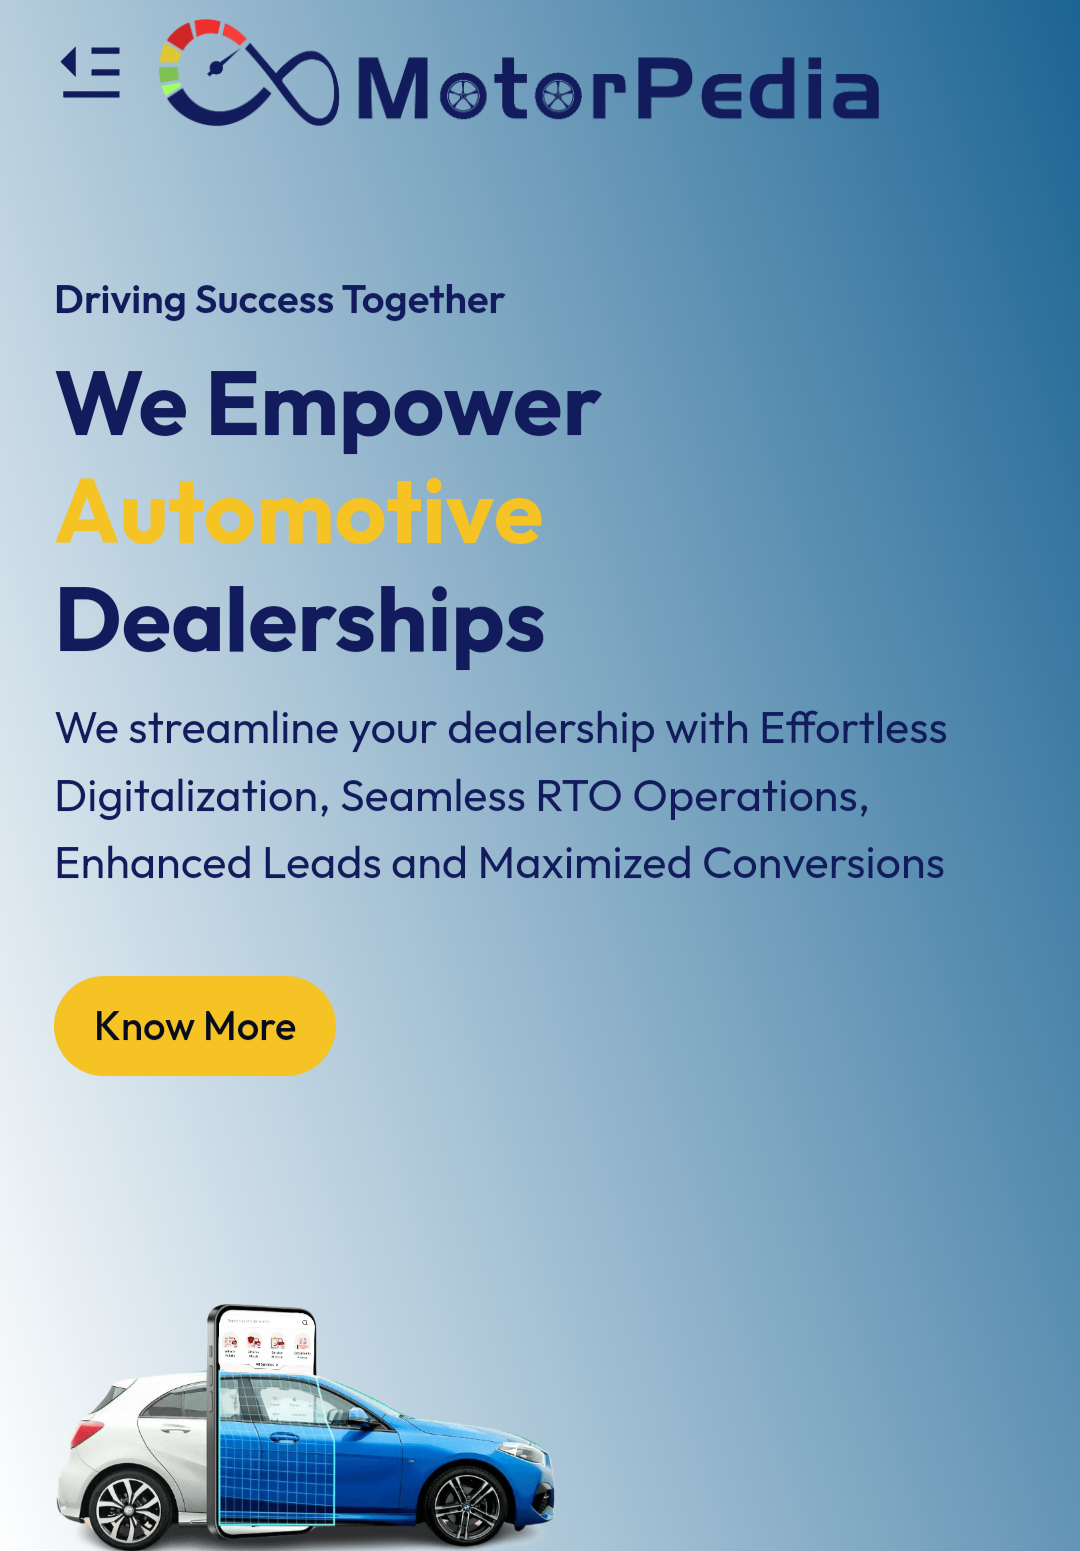 MotorPedia
Driving Success Together
We Empower
Automotive
Dealerships
We streamline your dealership with Effortless
Digitalization, Seamless RTO Operations,
Enhanced Leads and Maximized Conversions
Know More